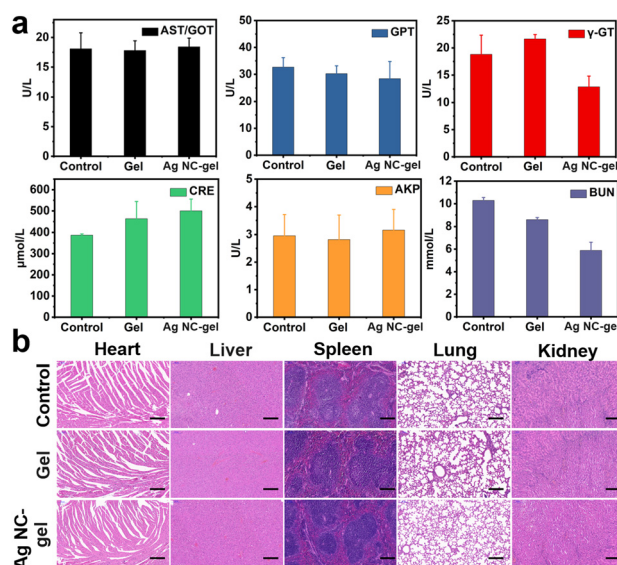 a
AST/GOT
U/L
20
15
10
5
0
Control Gel Ag NC-gel
GPT
U/L
50
40
30
20
10
0
Control Gel Ag NC-gel
γ-GT
U/L
25
20
15
10
5
0
Control Gel Ag NC-gel
CRE
μmol/L
600
500
400
300
200
100
0
Control Gel Ag NC-gel
AKP
U/L
5
4
3
2
1
0
Control Gel Ag NC-gel
BUN
mmol/L
12
10
8
6
4
2
0
Control Gel Ag NC-gel
b
Heart Liver Spleen Lung Kidney
Control
Gel
Ag NC-
gel